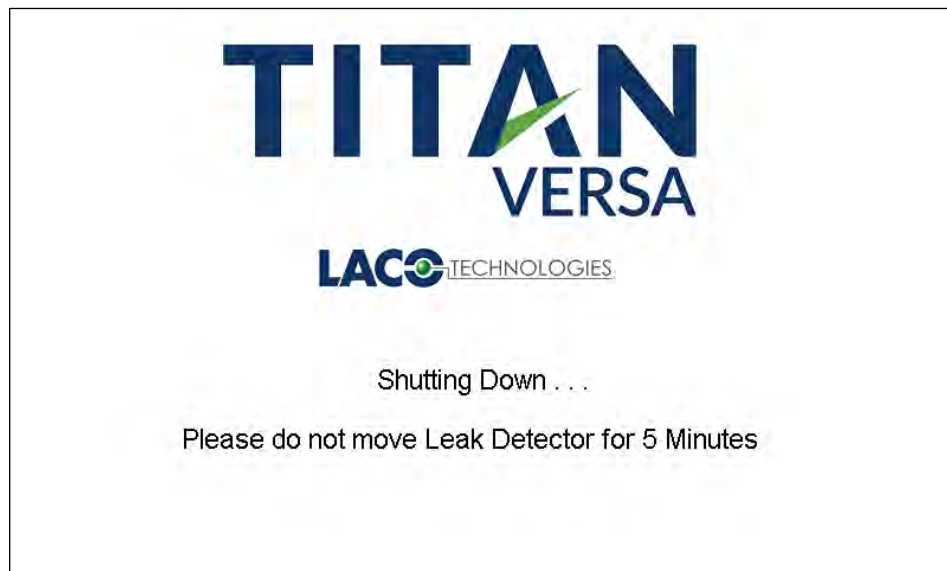 TITAN
VERSA
LACO TECHNOLOGIES
Shutting Down . . .
Please do not move Leak Detector for 5 Minutes